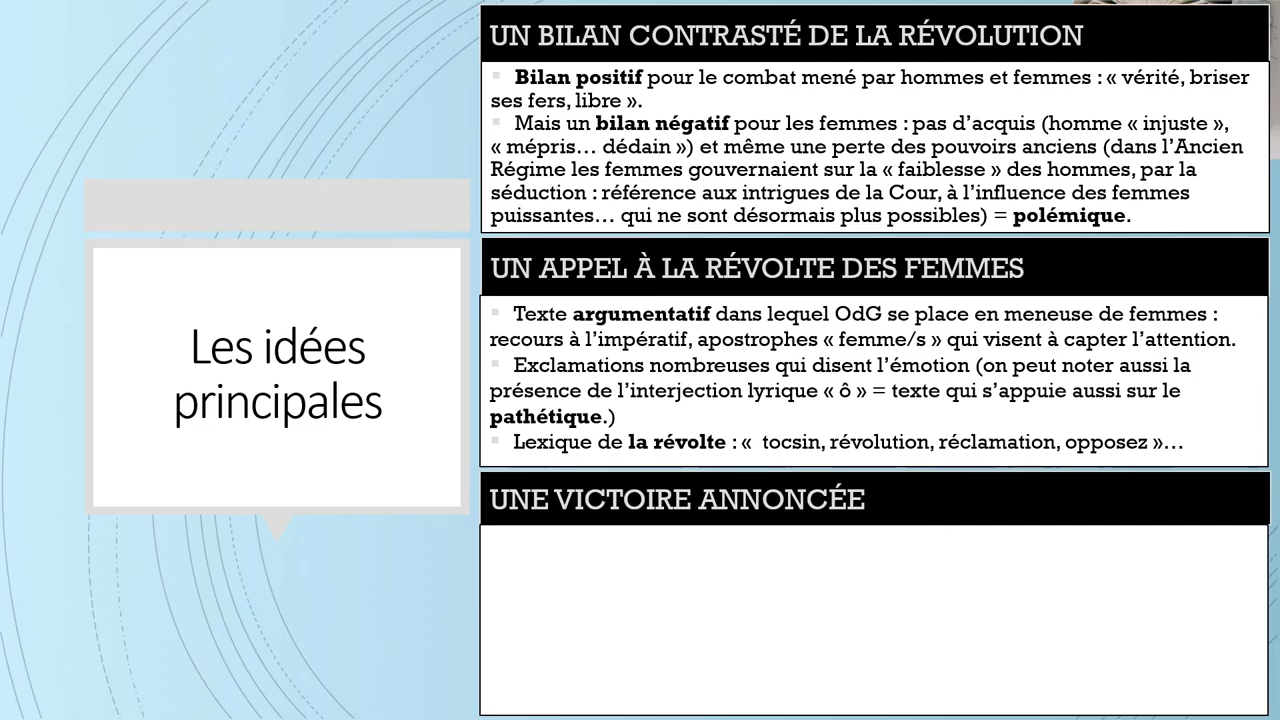 Les idées
principales
UN BILAN CONTRASTÉ DE LA RÉVOLUTION
▪ Bilan positif pour le combat mené par hommes et femmes : « vérité, briser
ses fers, libre ».
▪ Mais un bilan négatif pour les femmes : pas d’acquis (homme « injuste »,
« mépris… dédain ») et même une perte des pouvoirs anciens (dans l’Ancien
Régime les femmes gouvernaient sur la « faiblesse » des hommes, par la
séduction : référence aux intrigues de la Cour, à l’influence des femmes
puissantes… qui ne sont désormais plus possibles) = polémique.
UN APPEL À LA RÉVOLTE DES FEMMES
▪ Texte argumentatif dans lequel OdG se place en meneuse de femmes :
recours à l’impératif, apostrophes « femme/s » qui visent à capter l’attention.
▪ Exclamations nombreuses qui disent l’émotion (on peut noter aussi la
présence de l’interjection lyrique « ô » = texte qui s’appuie aussi sur le
pathétique.)
▪ Lexique de la révolte : « tocsin, révolution, réclamation, opposez »…
UNE VICTOIRE ANNONCÉE